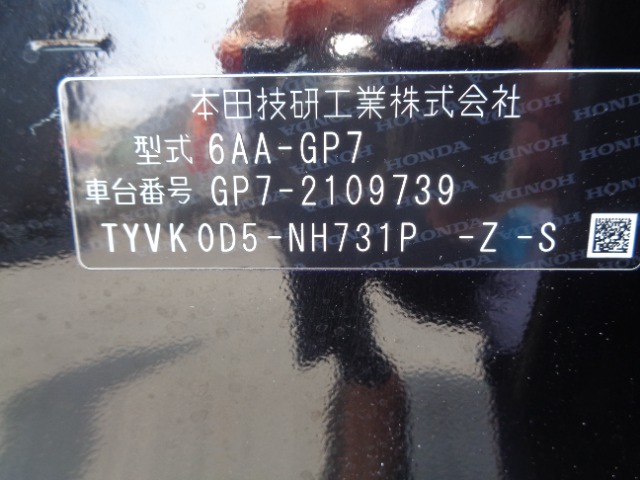 本田技研工業株式会社
型式 6AA-GP7
車台番号 GP7-2109739
TYVK0D5-NH731P -Z -S